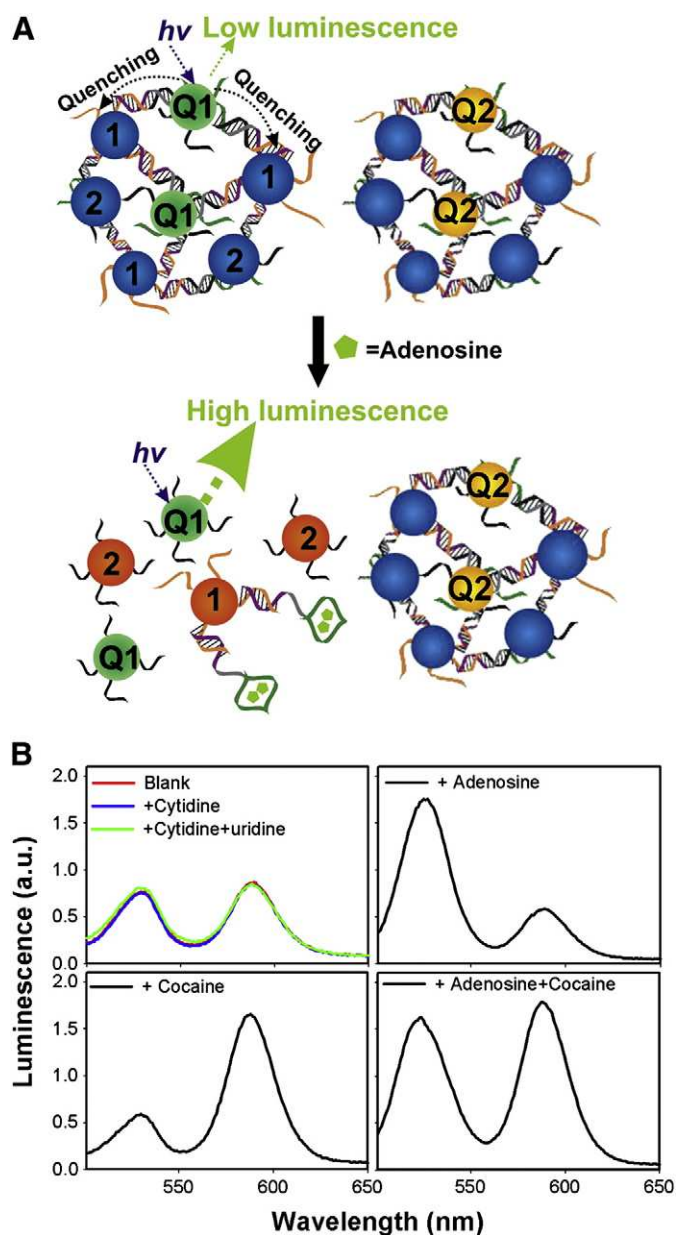 A
hv
Low luminescence
Quenching
Quenching
Q1
Q2
1
1
2
Q1
Q2
1
2
=Adenosine
High luminescence
hv
Q1
Q2
2
2
1
Q2
Q1
B
Blank
+Cytidine
+Cytidine+uridine
+ Adenosine
+ Cocaine
+ Adenosine+Cocaine
Luminescence (a.u.)
2.0
1.5
1.0
0.5
0.0
2.0
1.5
1.0
0.5
0.0
550 600 650 550 600 650
Wavelength (nm)